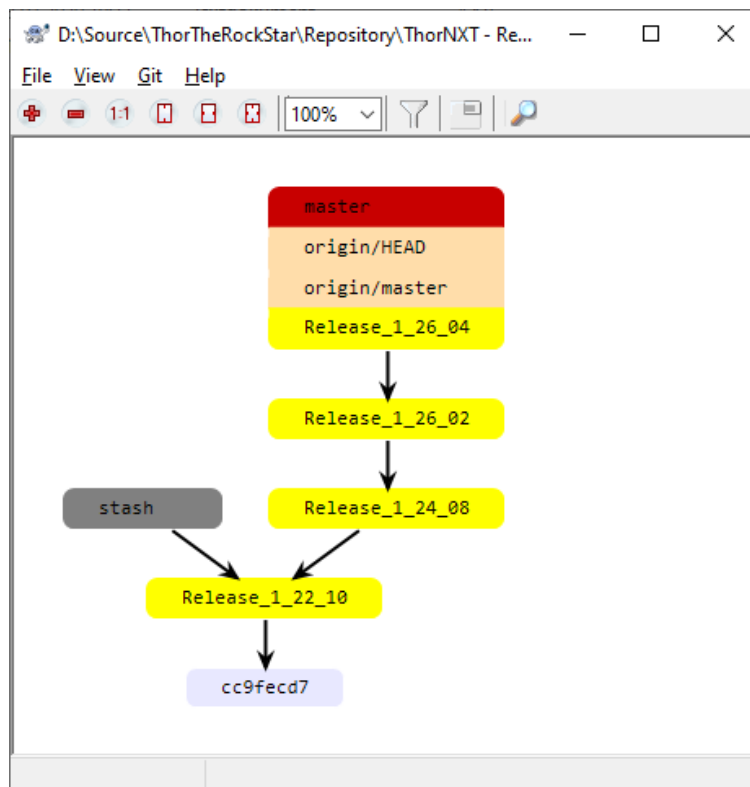 D:\Source\ThorTheRockStar\Repository\ThorNXT - Re...
File View Git Help
1:1 100%
master
origin/HEAD
origin/master
Release_1_26_04
Release_1_26_02
stash Release_1_24_08
Release_1_22_10
cc9fecd7